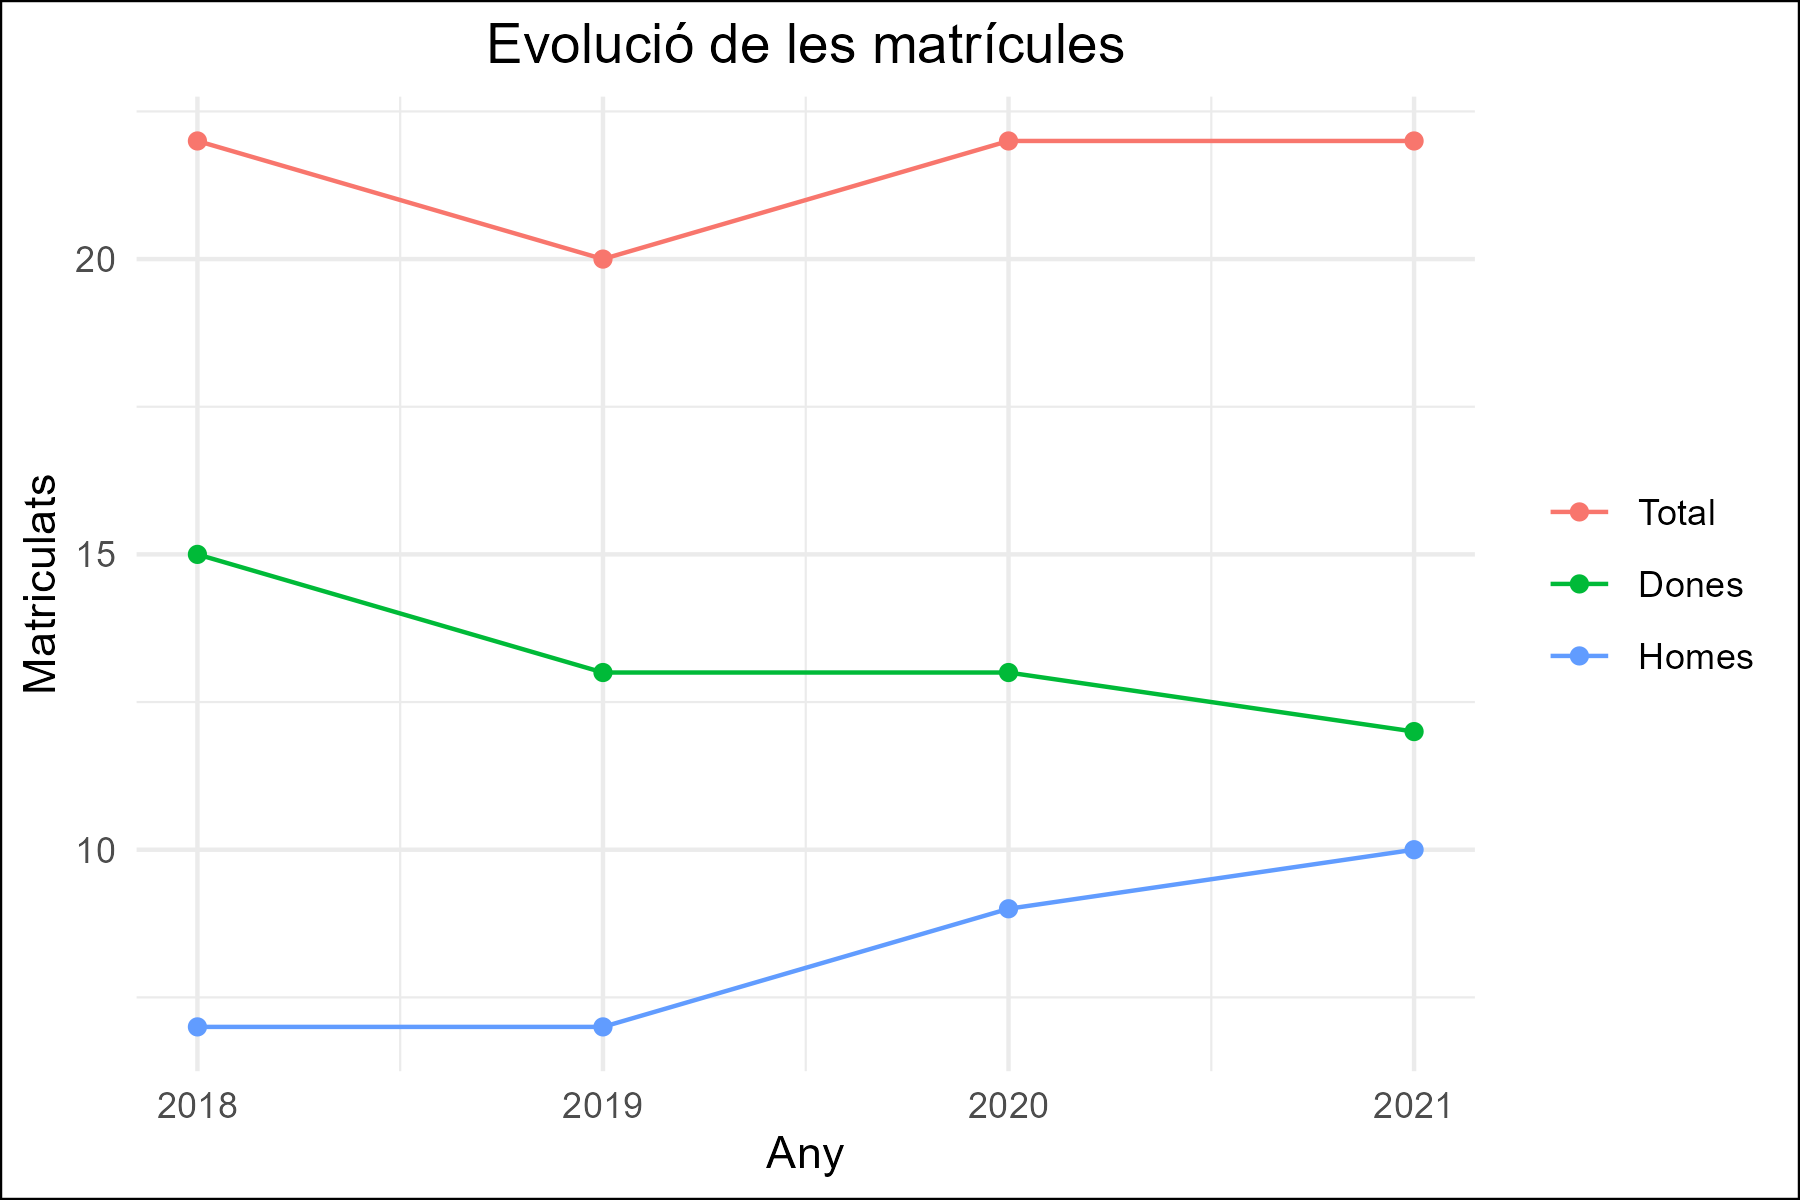 Evolució de les matrícules
Matriculats
20
15
10
2018 2019 2020 2021
Any
Total
Dones
Homes